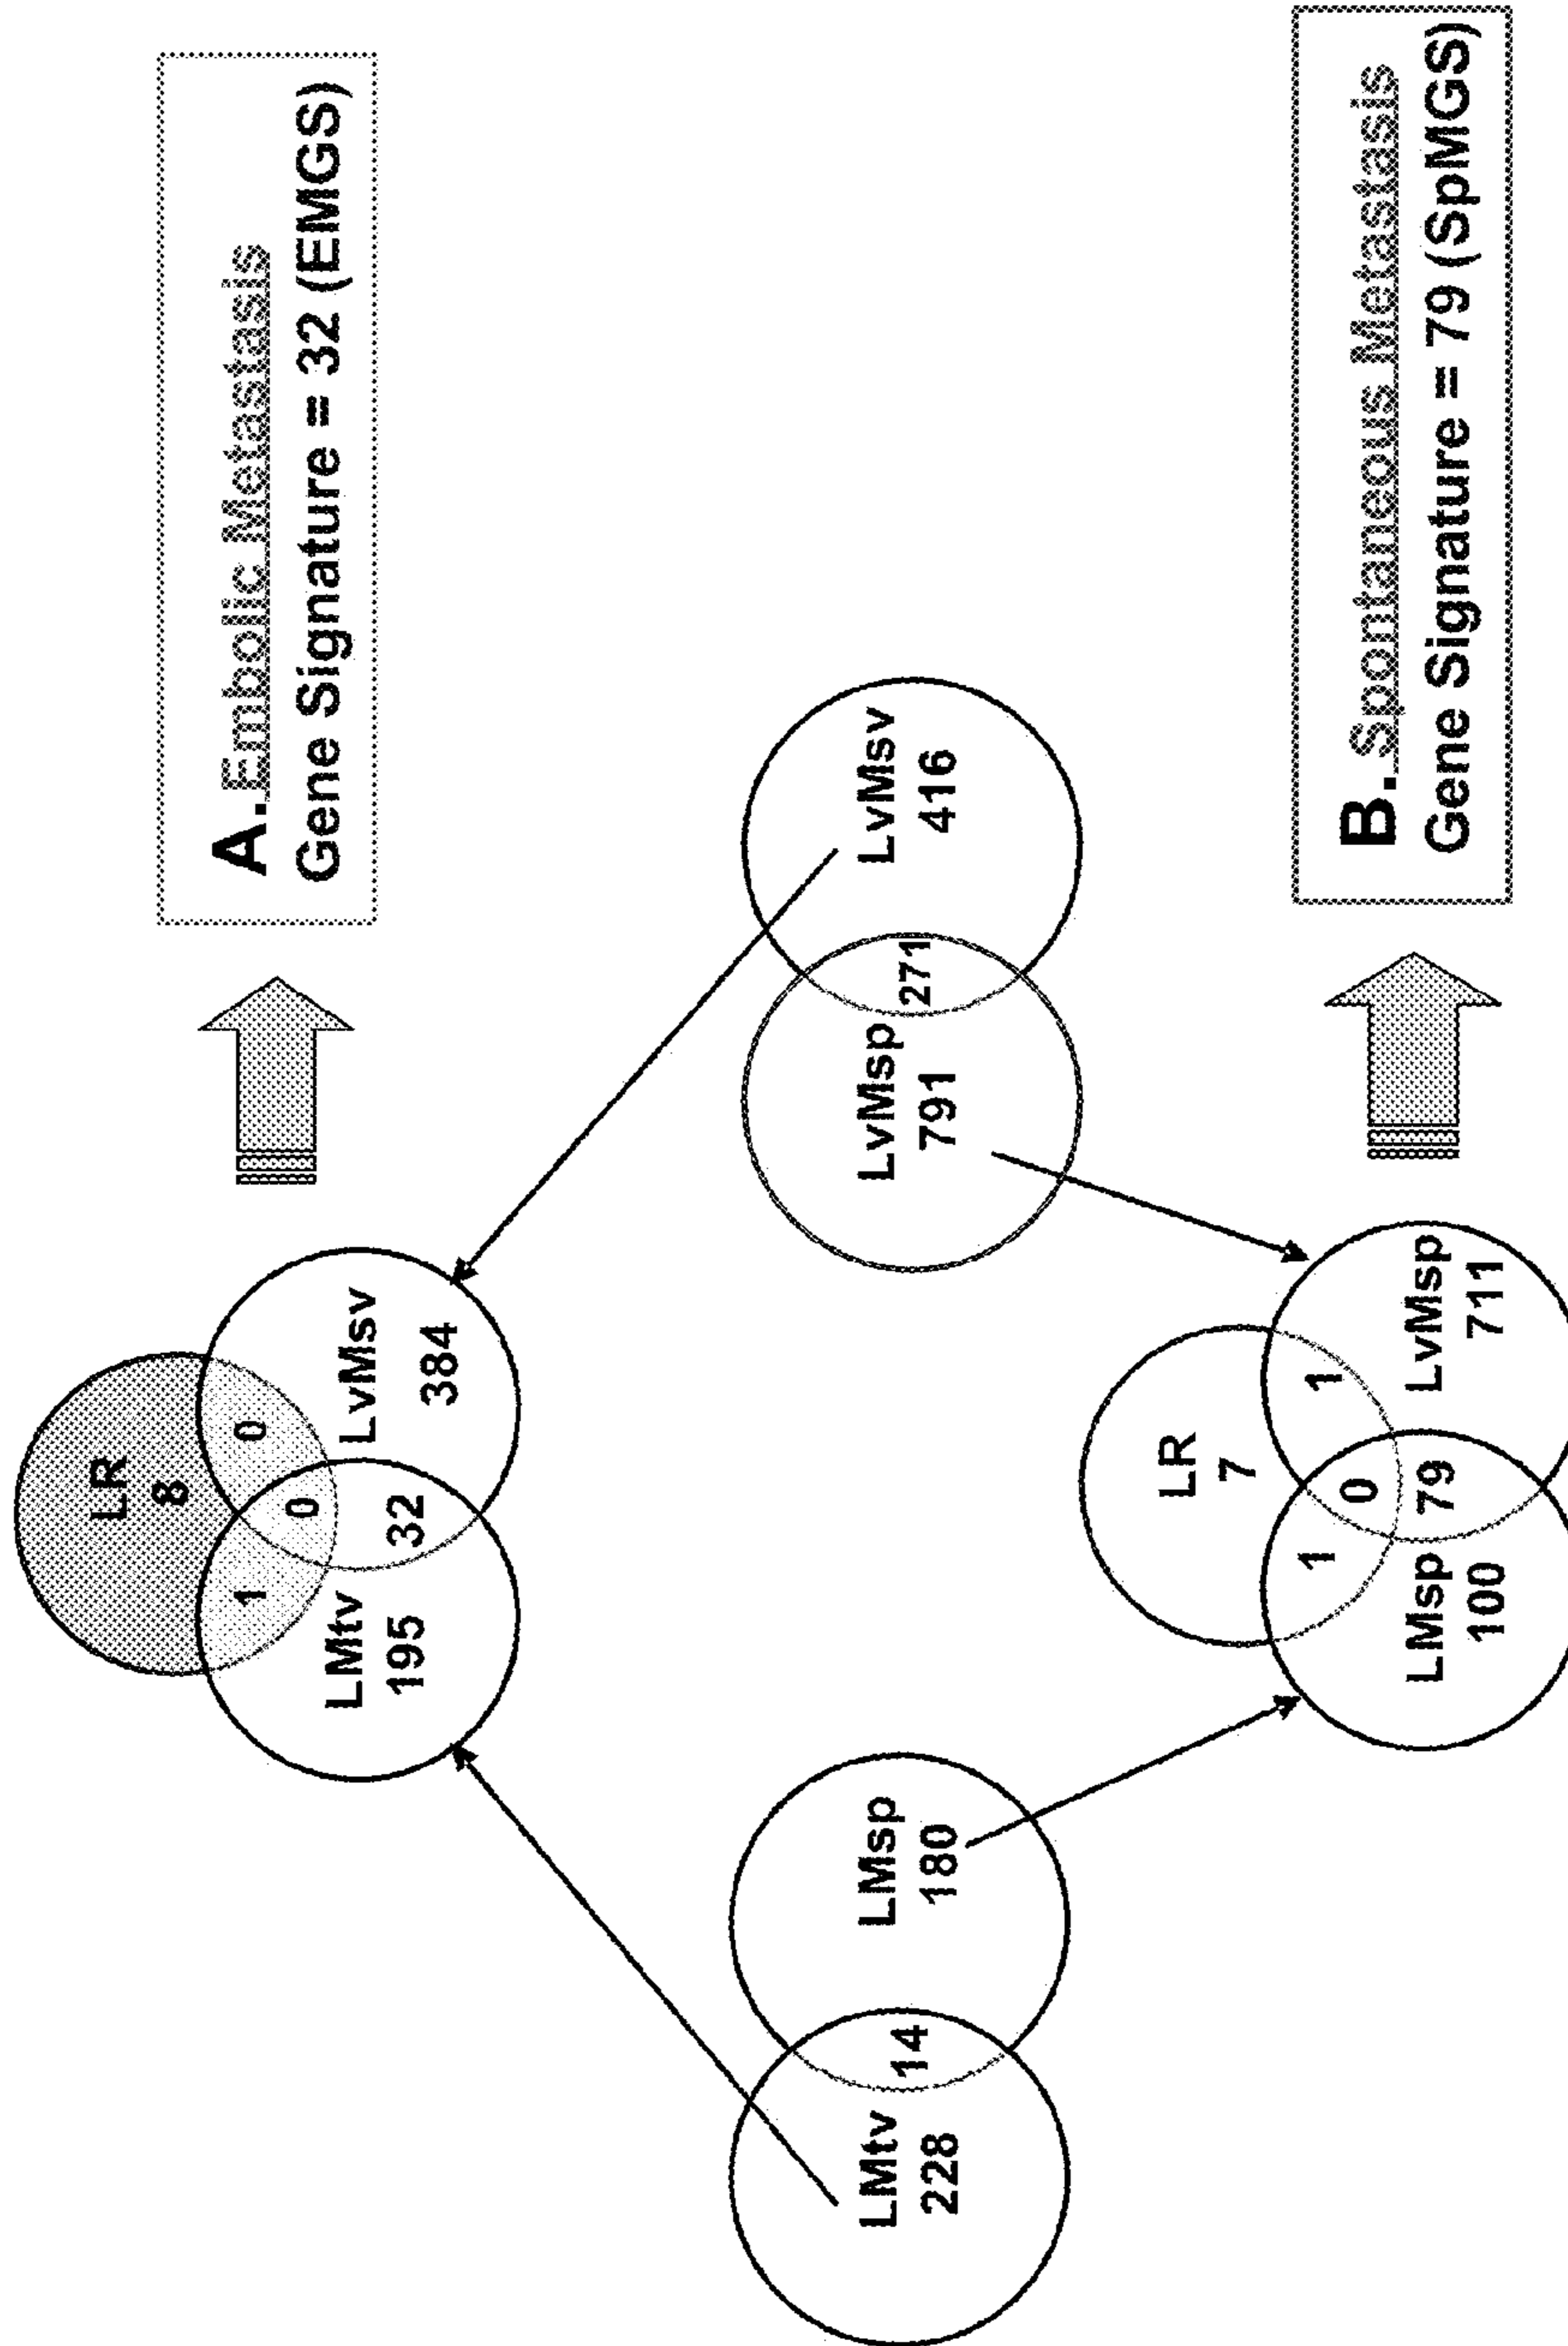 LR
8
1
0
0
LMtv
195
32
LvMsv
384
A. Embolic Metastasis
Gene Signature = 32 (EMGS)
LMtv
228
14
LMsp
180
LvMsp
791
271
LvMsv
416
LR
7
1
0
1
LMsp
100
79
LvMsp
711
B. Spontaneous Metastasis
Gene Signature = 79 (SpMGS)